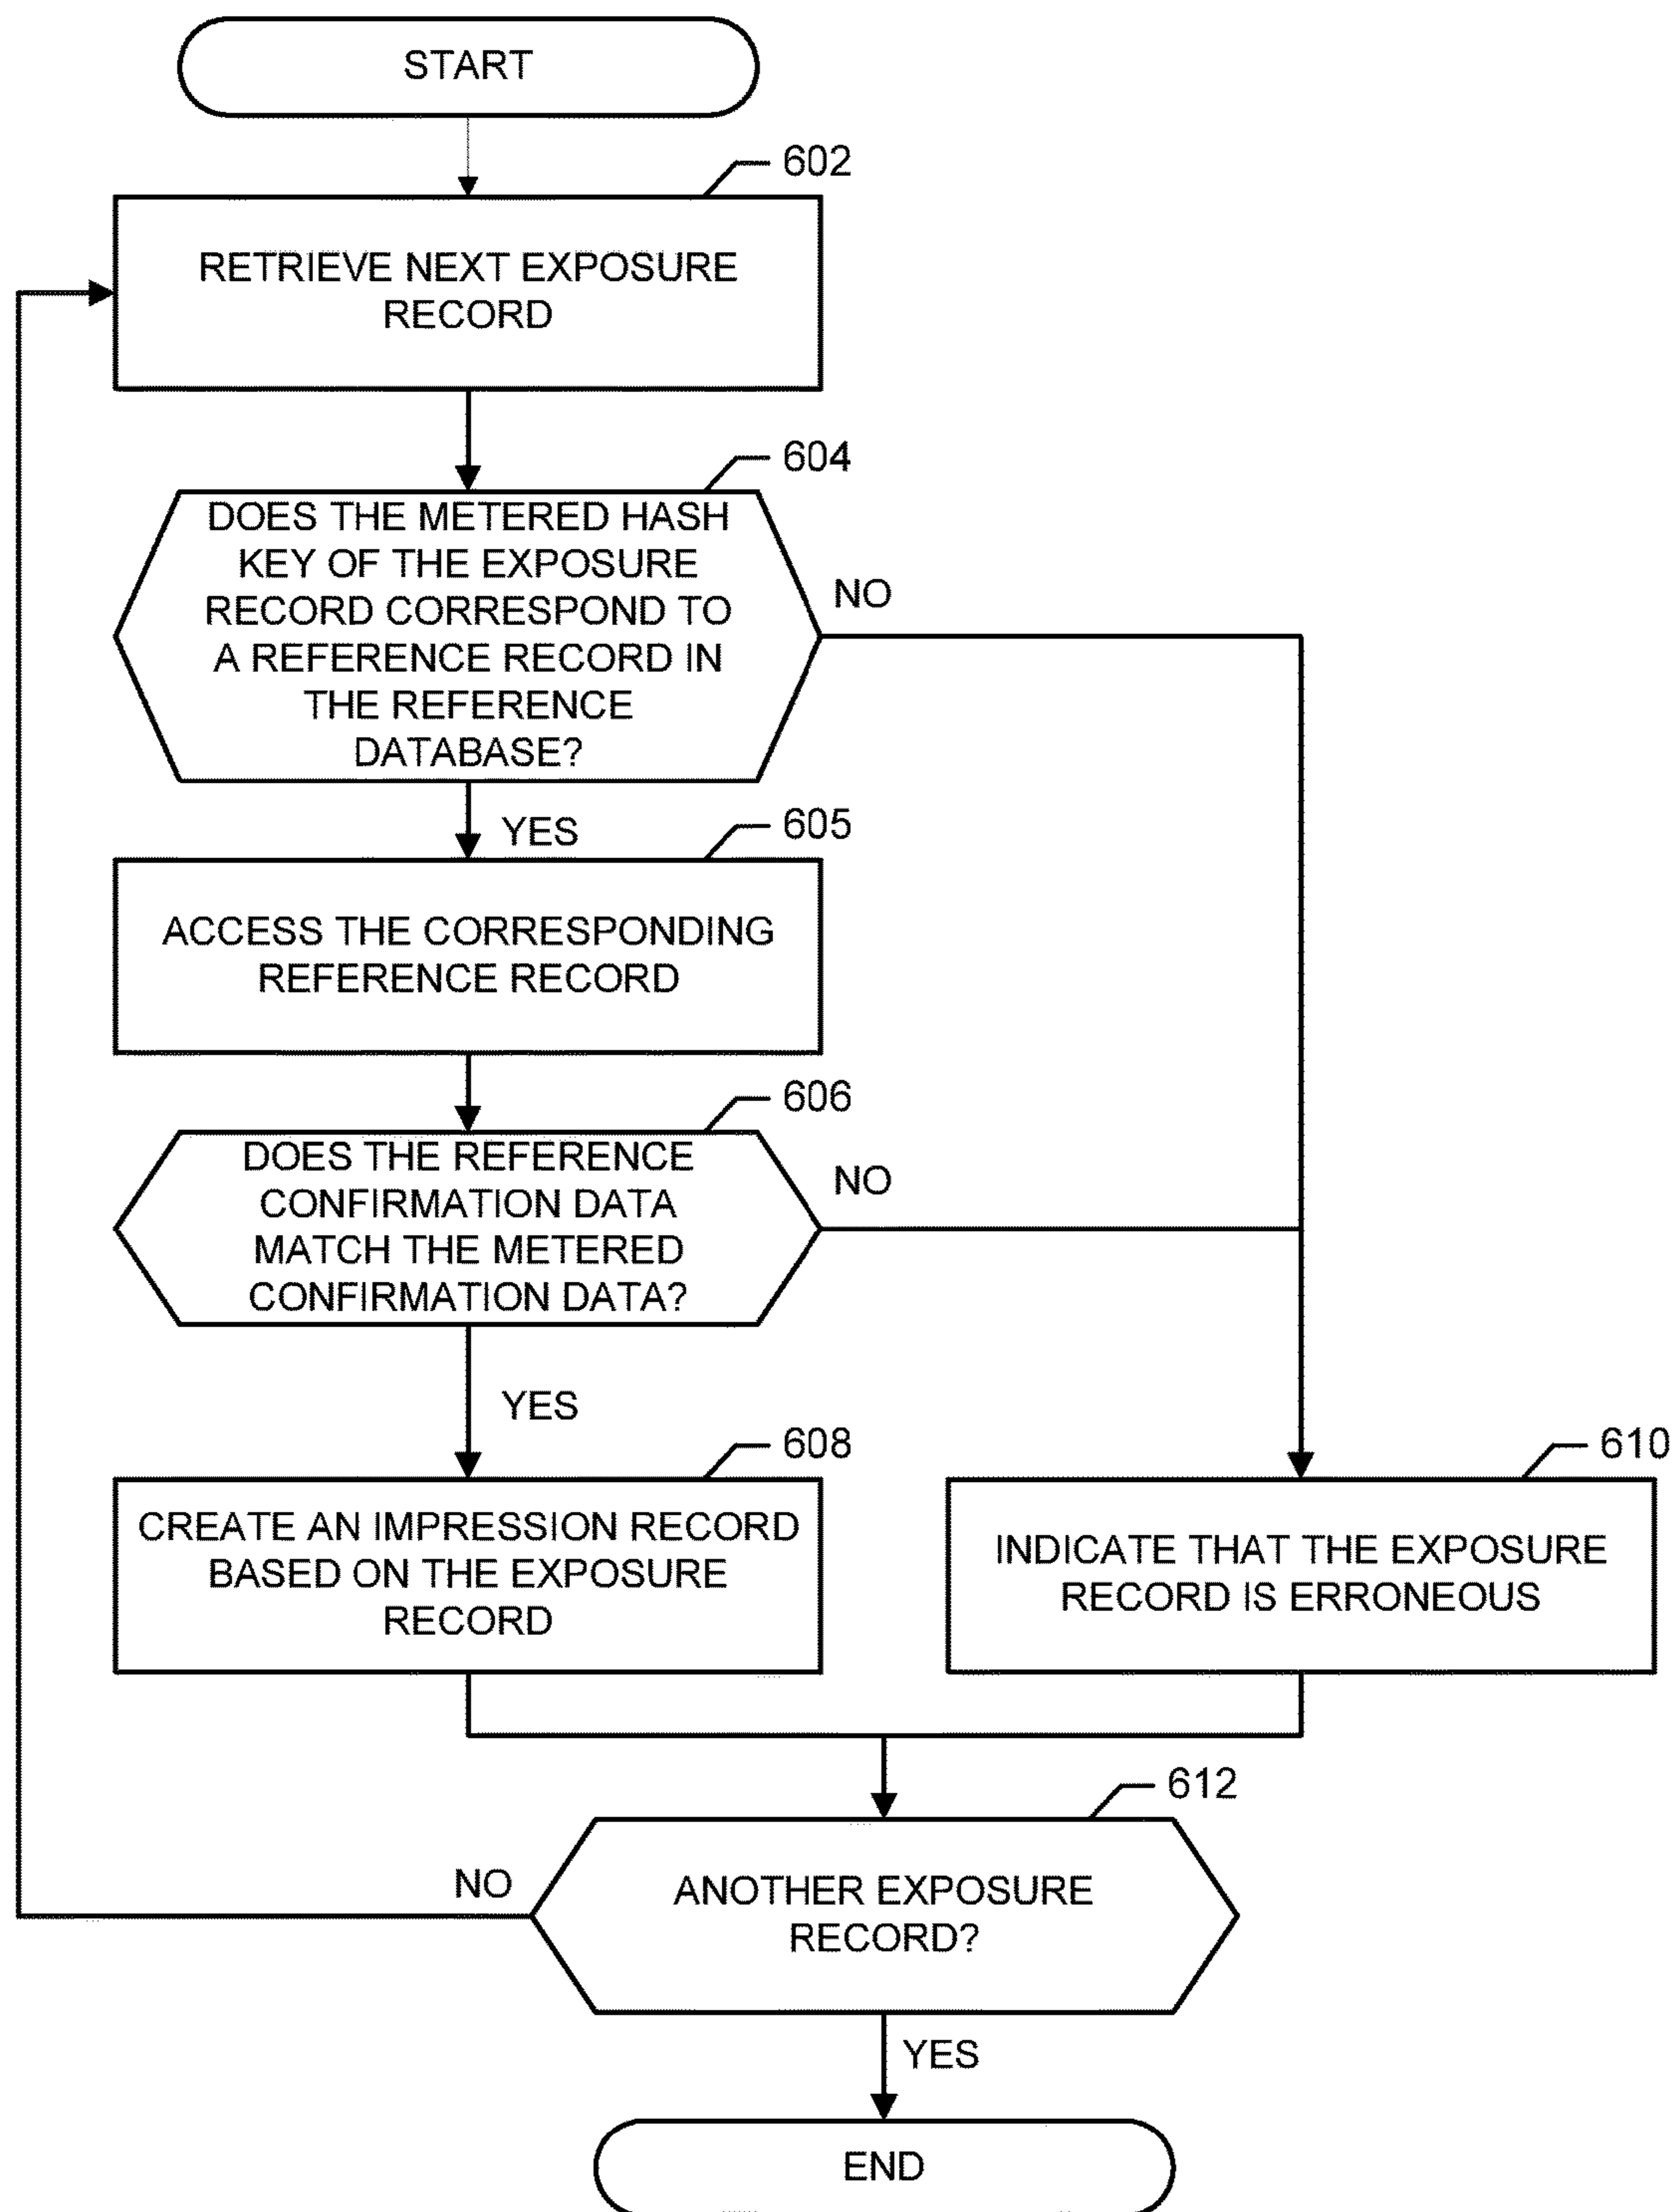 START
602
RETRIEVE NEXT EXPOSURE
RECORD
604
DOES THE METERED HASH
KEY OF THE EXPOSURE
RECORD CORRESPOND TO
A REFERENCE RECORD IN
THE REFERENCE
DATABASE?
NO
YES
605
ACCESS THE CORRESPONDING
REFERENCE RECORD
606
DOES THE REFERENCE
CONFIRMATION DATA
MATCH THE METERED
CONFIRMATION DATA?
NO
YES
608
CREATE AN IMPRESSION RECORD
BASED ON THE EXPOSURE
RECORD
610
INDICATE THAT THE EXPOSURE
RECORD IS ERRONEOUS
612
ANOTHER EXPOSURE
RECORD?
NO
YES
END